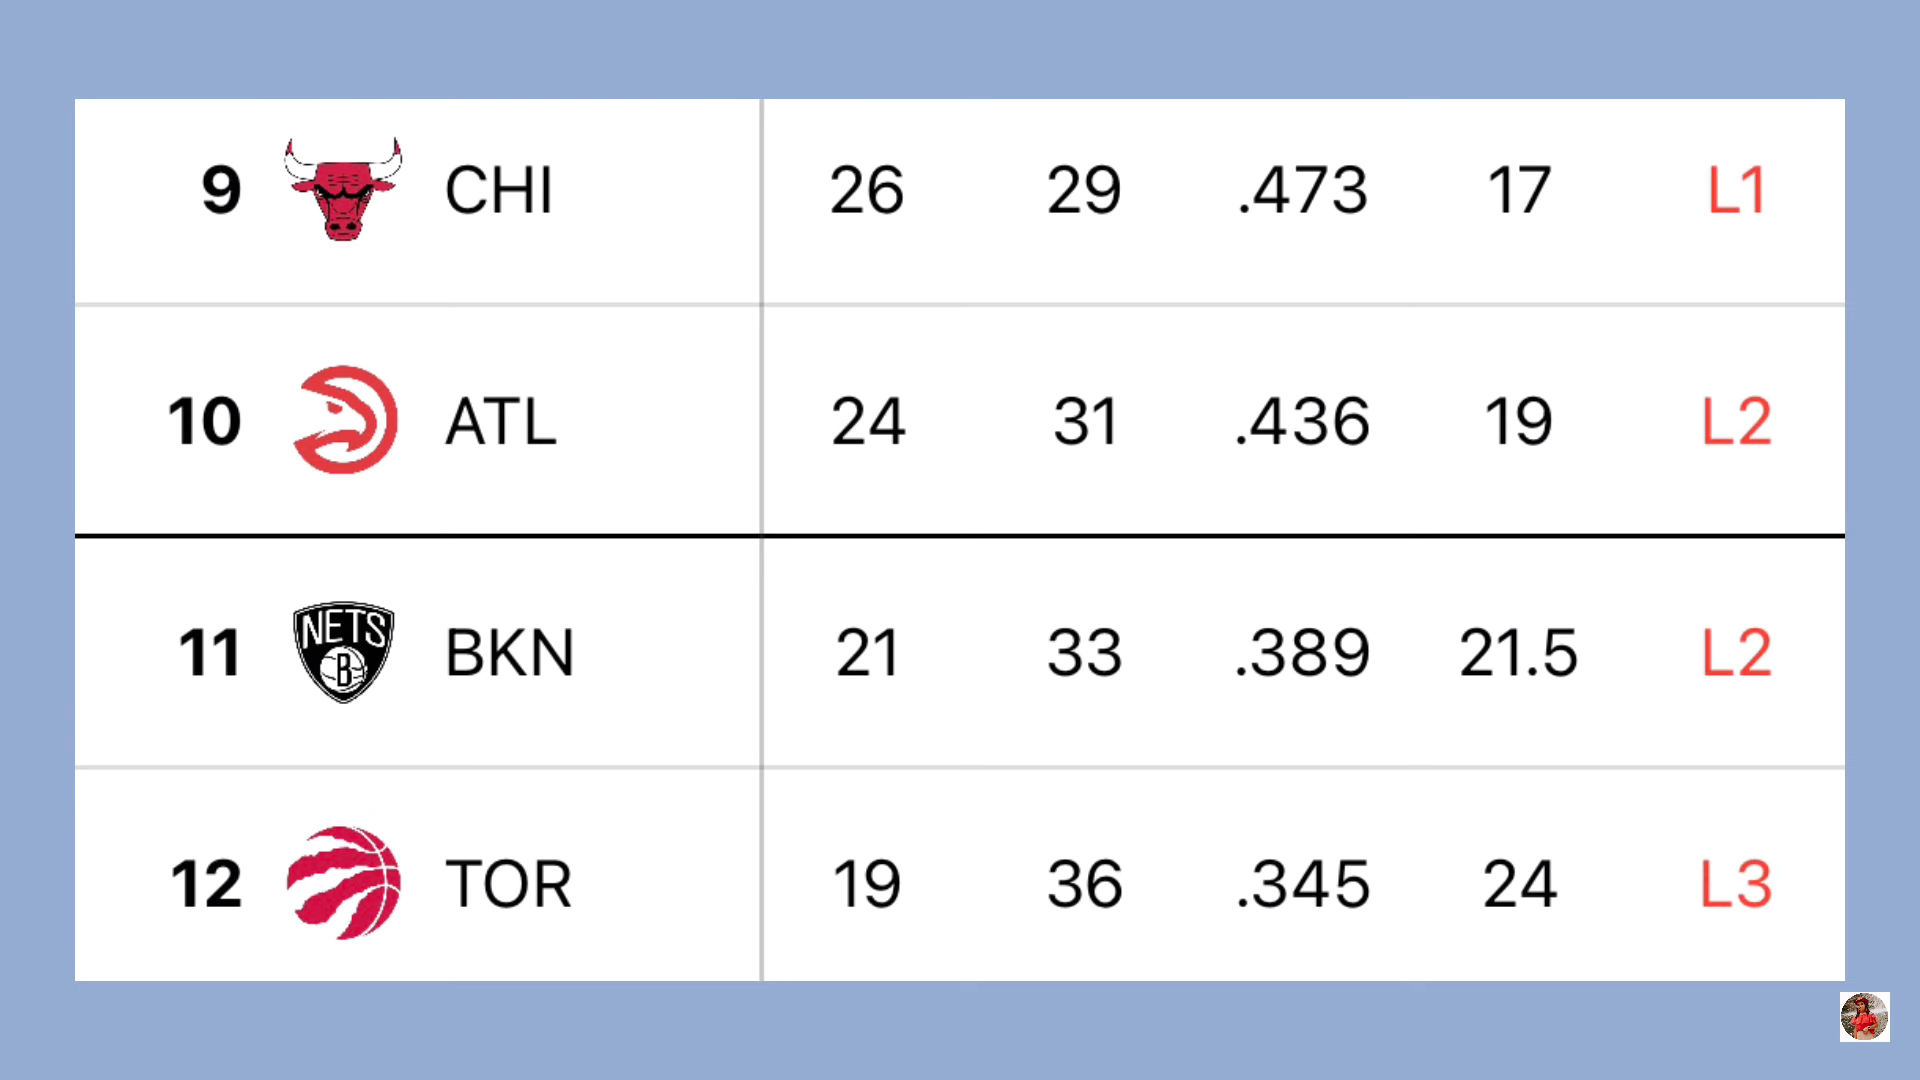 9 CHI 26 29 .473 17 L1
10 ATL 24 31 .436 19 L2
11 NETS B BKN 21 33 .389 21.5 L2
12 TOR 19 36 .345 24 L3